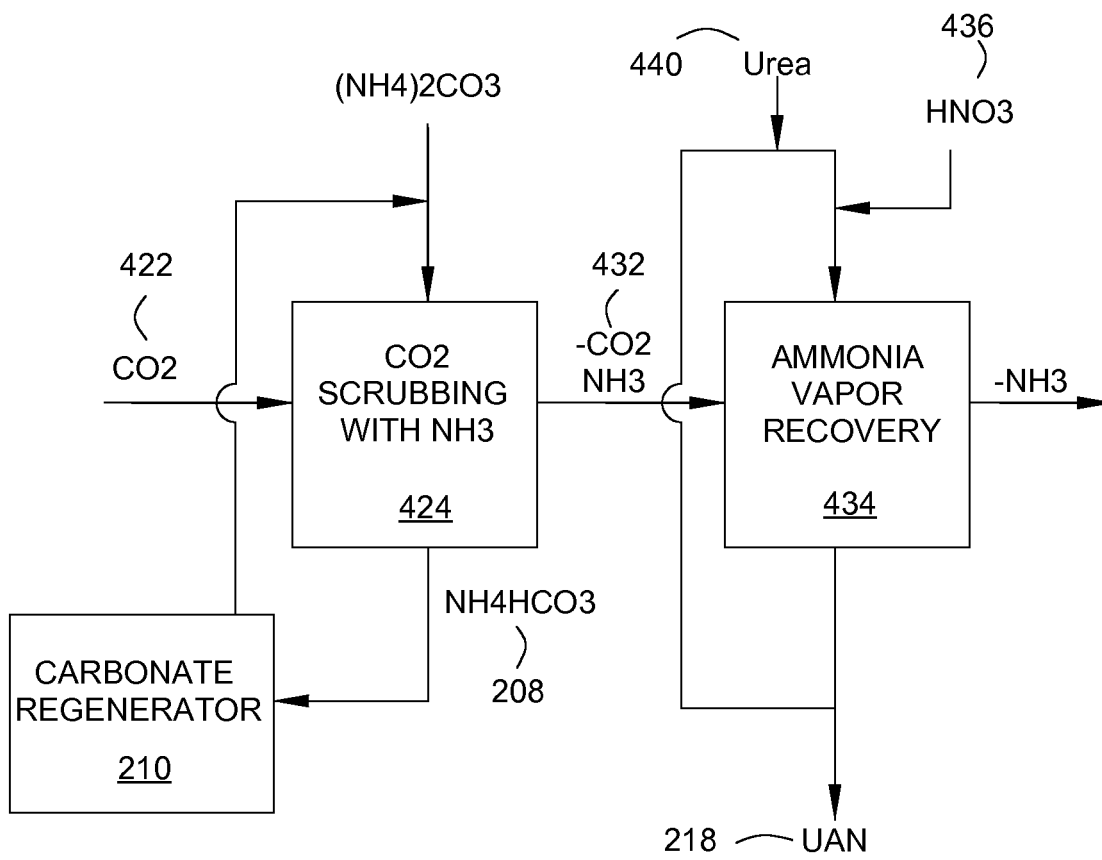 436
440
Urea
(NH4)2CO3
HNO3
422
432
CO2
-CO2
NH3
CO2
SCRUBBING
WITH NH3
424
AMMONIA
VAPOR
RECOVERY
434
-NH3
NH4HCO3
208
CARBONATE
REGENERATOR
210
218
UAN